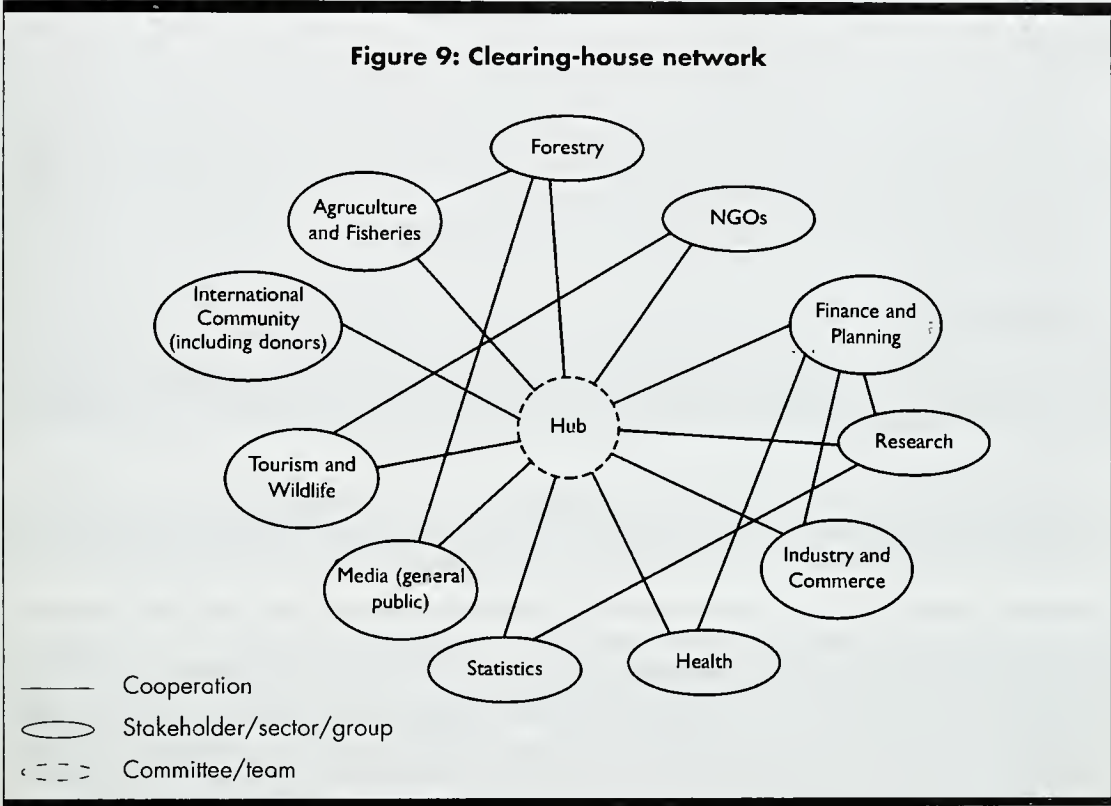 Figure 9: Clearing-house network
Forestry
Agruculture
and Fisheries
NGOs
International
Community
(including donors)
Finance and
Planning
Hub
Research
Tourism and
Wildlife
Industry and
Commerce
Media (general
public)
Statistics
Health
Cooperation
Stakeholder/sector/group
Committee/team